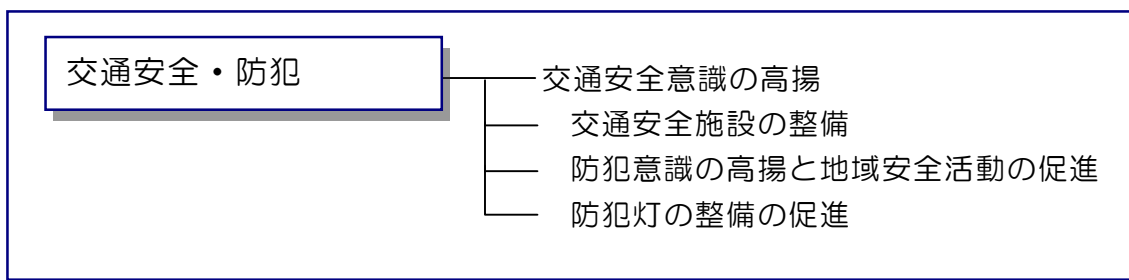 交通安全・防犯
交通安全意識の高揚
交通安全施設の整備
防犯意識の高揚と地域安全活動の促進
防犯灯の整備の促進